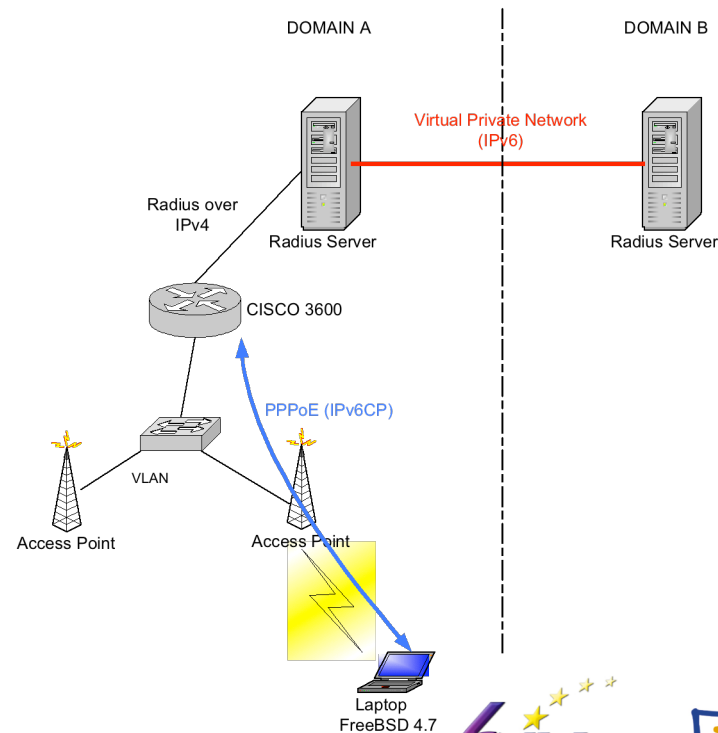 DOMAIN A
DOMAIN B
Virtual Private Network
(IPv6)
Radius over
IPv4
Radius Server
Radius Server
CISCO 3600
PPPoE (IPv6CP)
VLAN
Access Point
Access Point
Laptop
FreeBSD 4.7